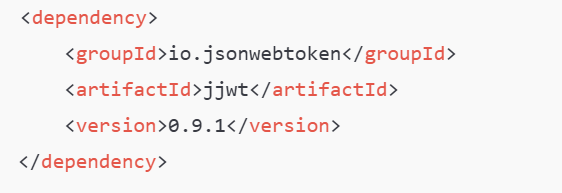 <dependency>
    <groupId>io.jsonwebtoken</groupId>
    <artifactId>jjwt</artifactId>
    <version>0.9.1</version>
</dependency>